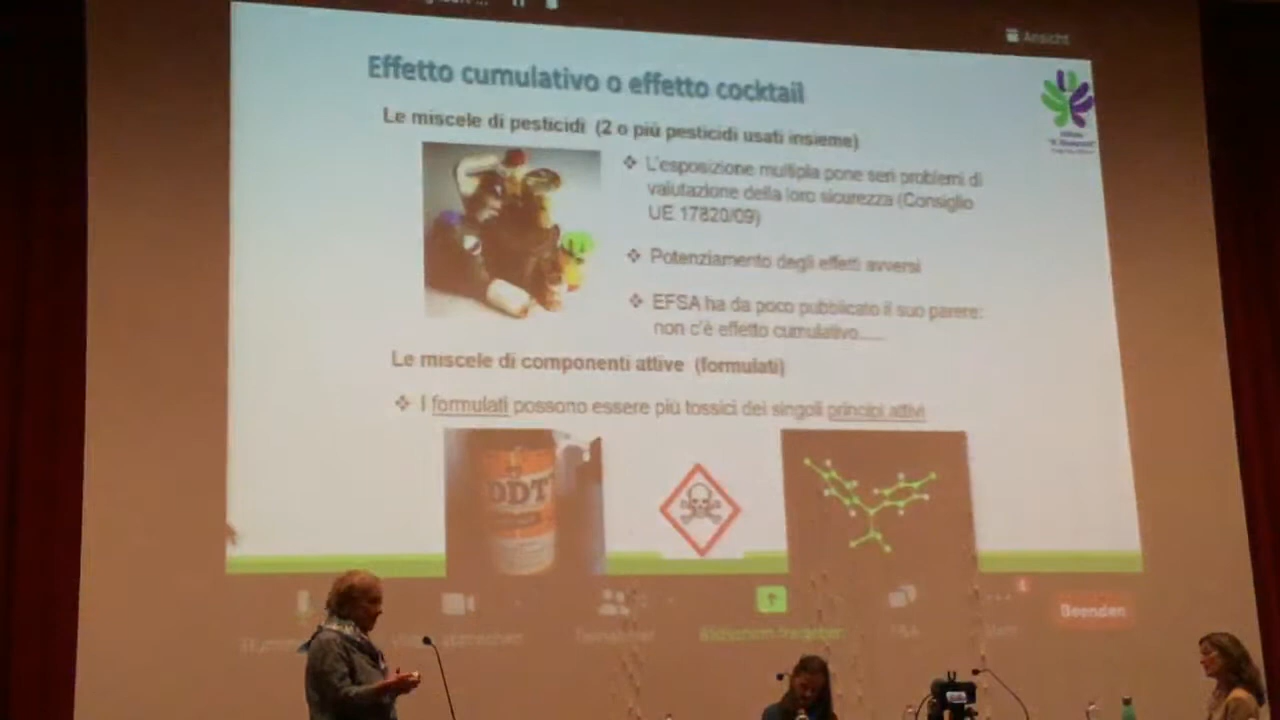 Ansicht
Effetto cumulativo o effetto cocktail
Le miscele di pesticidi (2 o più pesticidi usati insieme)
❖ L'esposizione multipla pone seri problemi di
valutazione della loro sicurezza (Consiglio
UE 17820/09)
❖ Potenziamento degli effetti avversi
❖ EFSA ha da poco pubblicato il suo parere:
non c'è effetto cumulativo.....
Le miscele di componenti attive (formulati)
❖ I formulati possono essere più tossici dei singoli principi attivi
DDT
Beenden